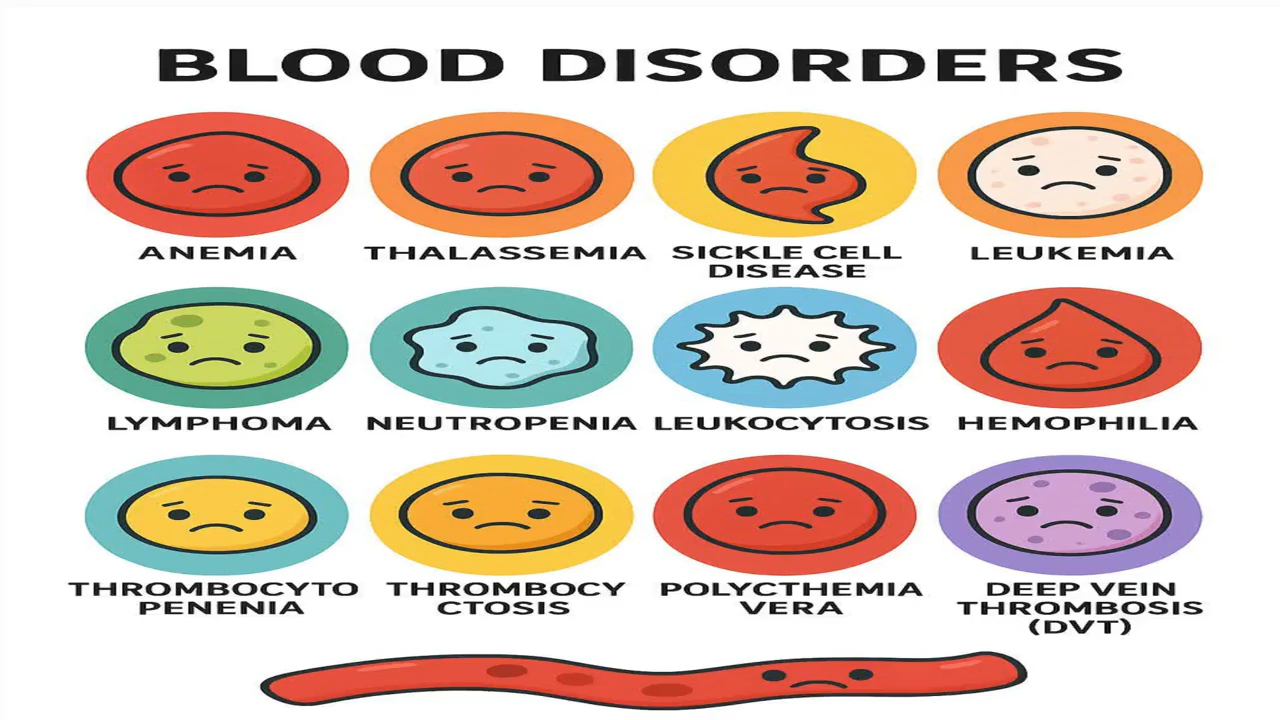 BLOOD DISORDERS
ANEMIA
THALASSEMIA
SICKLE CELL
DISEASE
LEUKEMIA
LYMPHOMA
NEUTROPENIA
LEUKOCYTOSIS
HEMOPHILIA
THROMBOCYTO
PENENIA
THROMBOCY
CTOSIS
POLYCTHEMIA
VERA
DEEP VEIN
THROMBOSIS
(DVT)